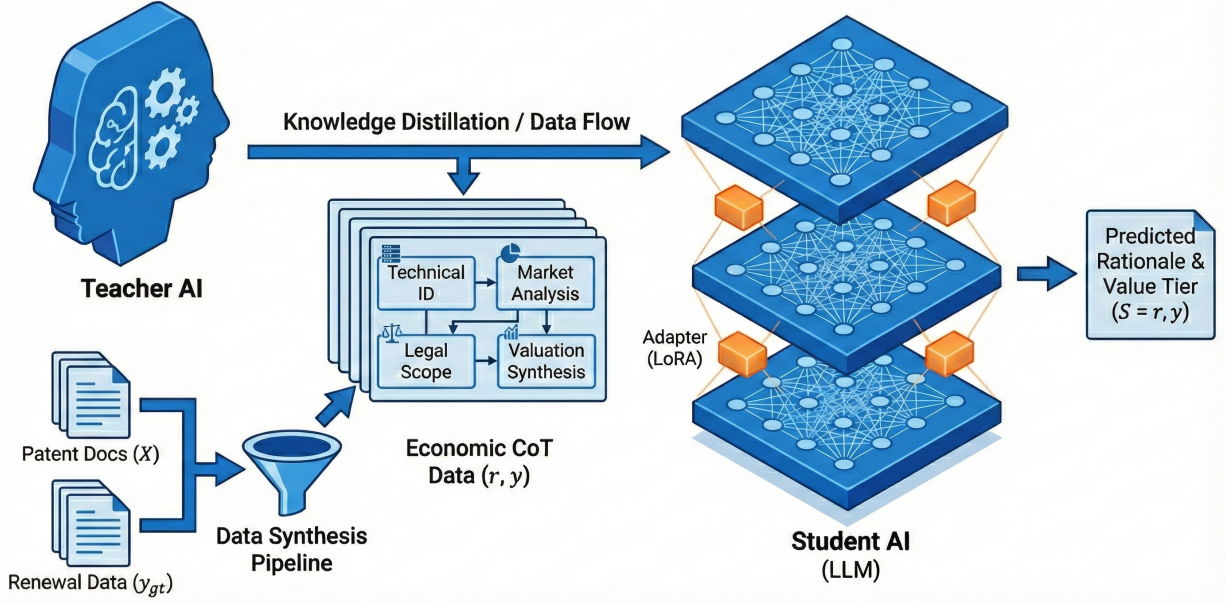 Knowledge Distillation / Data Flow
Teacher AI
Technical
ID
Market
Analysis
Legal
Scope
Valuation
Synthesis
Economic CoT
Data (r, y)
Patent Docs (X)
Renewal Data (y_gt)
Data Synthesis
Pipeline
Adapter
(LoRA)
Student AI
(LLM)
Predicted
Rationale &
Value Tier
(S = r, y)